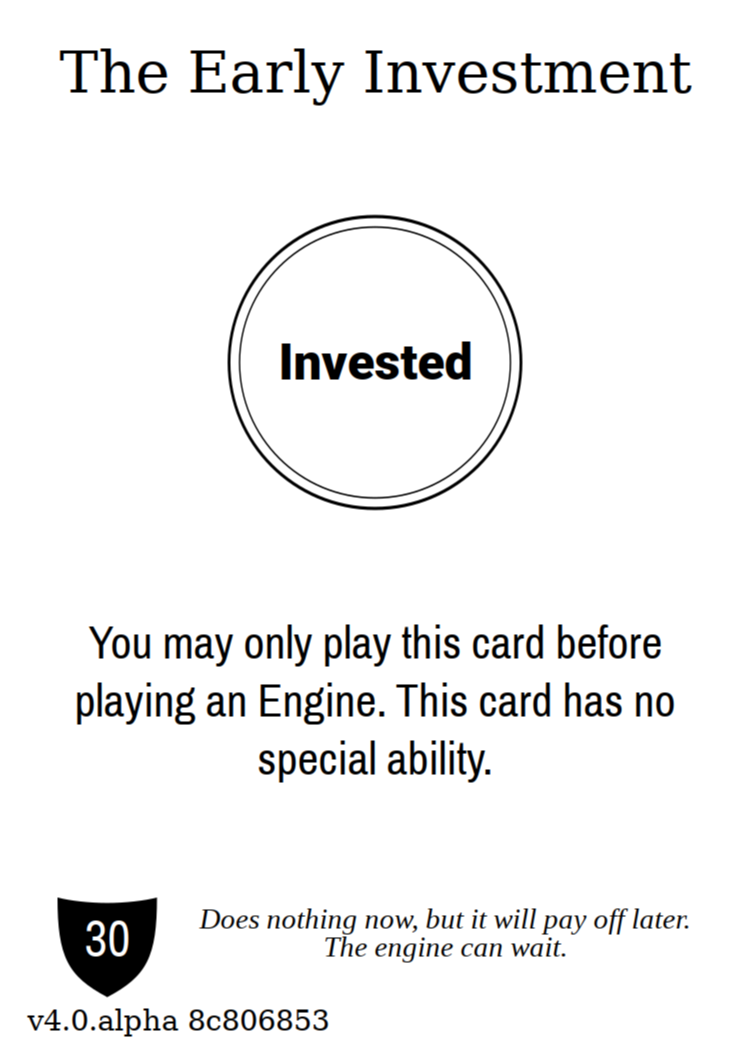 The Early Investment
Invested
You may only play this card before
playing an Engine. This card has no
special ability.
30
Does nothing now, but it will pay off later.
The engine can wait.
v4.0.alpha 8c806853